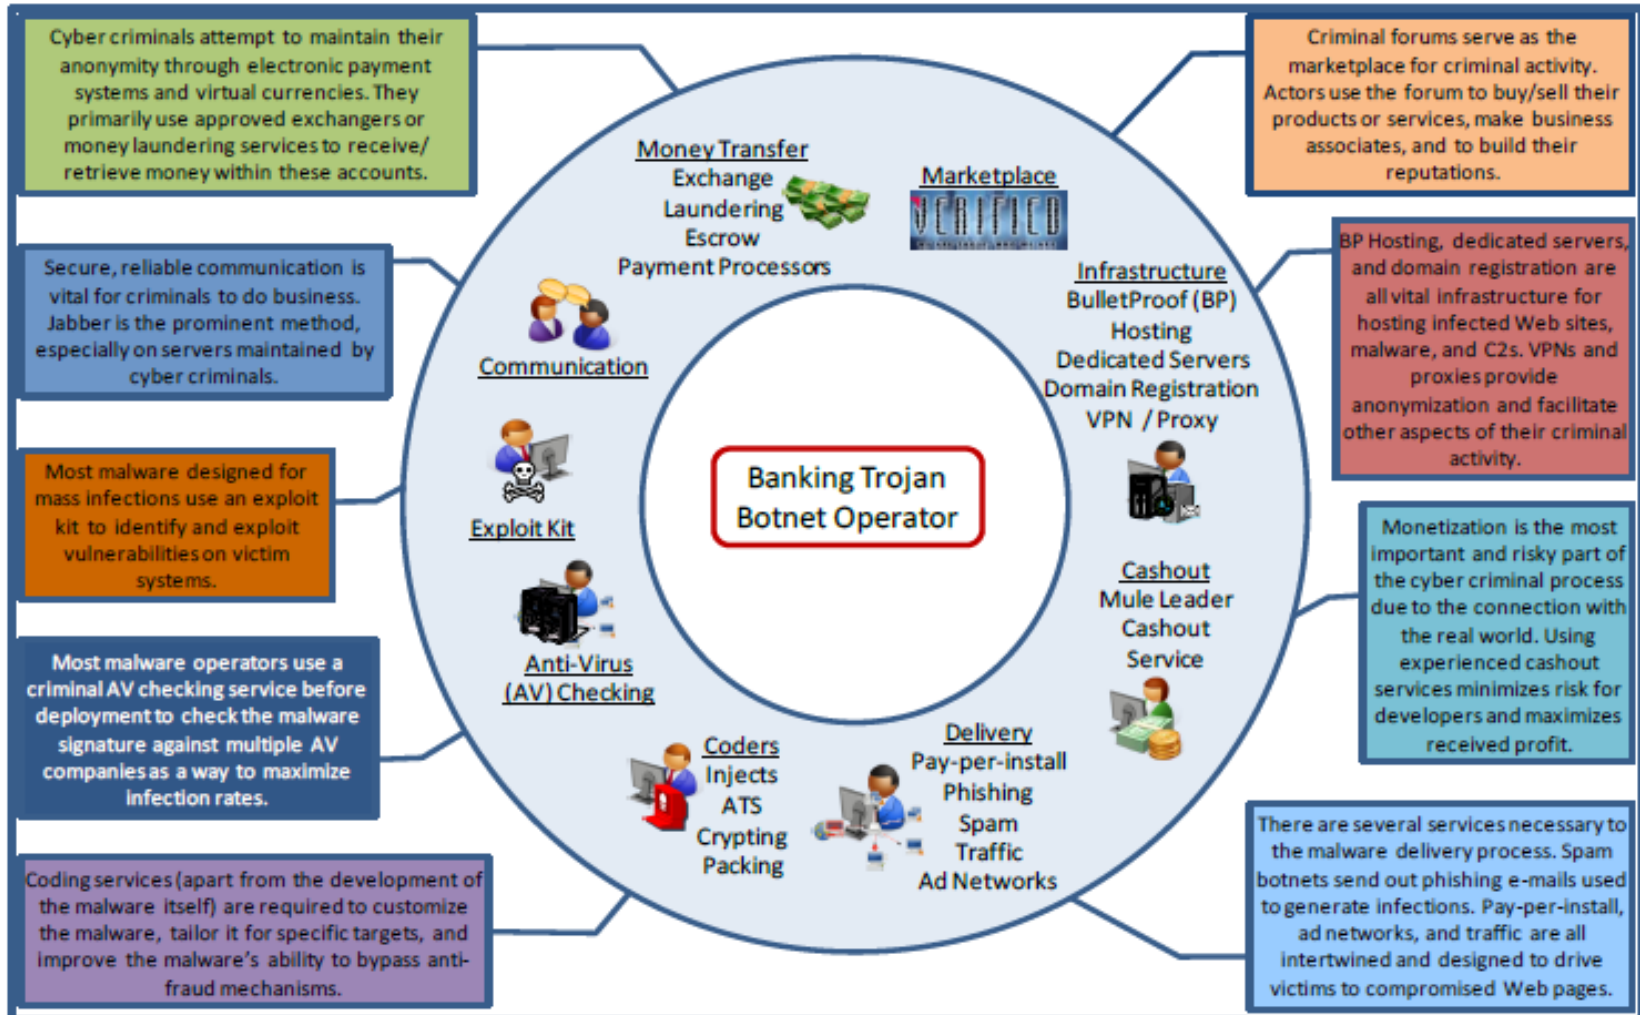 Cyber criminals attempt to maintain their
anonymity through electronic payment
systems and virtual currencies. They
primarily use approved exchangers or
money laundering services to receive/
retrieve money within these accounts.
Secure, reliable communication is
vital for criminals to do business.
Jabber is the prominent method,
especially on servers maintained by
cyber criminals.
Most malware designed for
mass infections use an exploit
kit to identify and exploit
vulnerabilities on victim
systems.
Most malware operators use a
criminal AV checking service before
deployment to check the malware
signature against multiple AV
companies as a way to maximize
infection rates.
Coding services (apart from the development of
the malware itself) are required to customize
the malware, tailor it for specific targets, and
improve the malware's ability to bypass anti-
fraud mechanisms.
Money Transfer
Exchange
Laundering
Escrow
Payment Processors
Communication
Exploit Kit
Anti-Virus
(AV) Checking
Coders
Injects
ATS
Crypting
Packing
Banking Trojan
Botnet Operator
Marketplace
VERIFIED
Infrastructure
BulletProof (BP)
Hosting
Dedicated Servers
Domain Registration
VPN / Proxy
Cashout
Mule Leader
Cashout
Service
Delivery
Pay-per-install
Phishing
Spam
Traffic
Ad Networks
Criminal forums serve as the
marketplace for criminal activity.
Actors use the forum to buy/sell their
products or services, make business
associates, and to build their
reputations.
BP Hosting, dedicated servers,
and domain registration are
all vital infrastructure for
hosting infected Web sites,
malware, and C2s. VPNs and
proxies provide
anonymization and facilitate
other aspects of their criminal
activity.
Monetization is the most
important and risky part of
the cyber criminal process
due to the connection with
the real world. Using
experienced cashout
services minimizes risk for
developers and maximizes
received profit.
There are several services necessary to
the malware delivery process. Spam
botnets send out phishing e-mails used
to generate infections. Pay-per-install,
ad networks, and traffic are all
intertwined and designed to drive
victims to compromised Web pages.